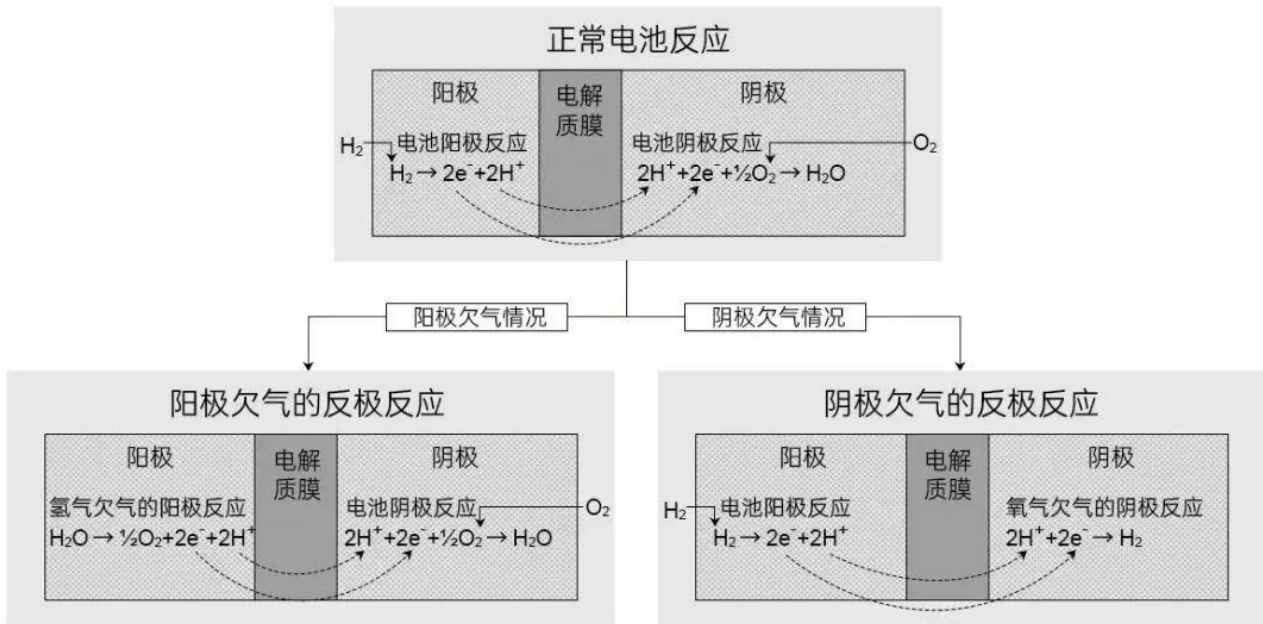 正常电池反应
阳极
电解
质膜
阴极
H₂
电池阳极反应
H₂→2e⁻+2H⁺
电池阴极反应
2H⁺+2e⁻+½O₂→H₂O
O₂
阳极欠气情况
阴极欠气情况
阳极欠气的反极反应
阳极
电解
质膜
阴极
氢气欠气的阳极反应
H₂O→½O₂+2e⁻+2H⁺
电池阴极反应
2H⁺+2e⁻+½O₂→H₂O
O₂
阴极欠气的反极反应
阳极
电解
质膜
阴极
H₂
电池阳极反应
H₂→2e⁻+2H⁺
氧气欠气的阴极反应
2H⁺+2e⁻→H₂